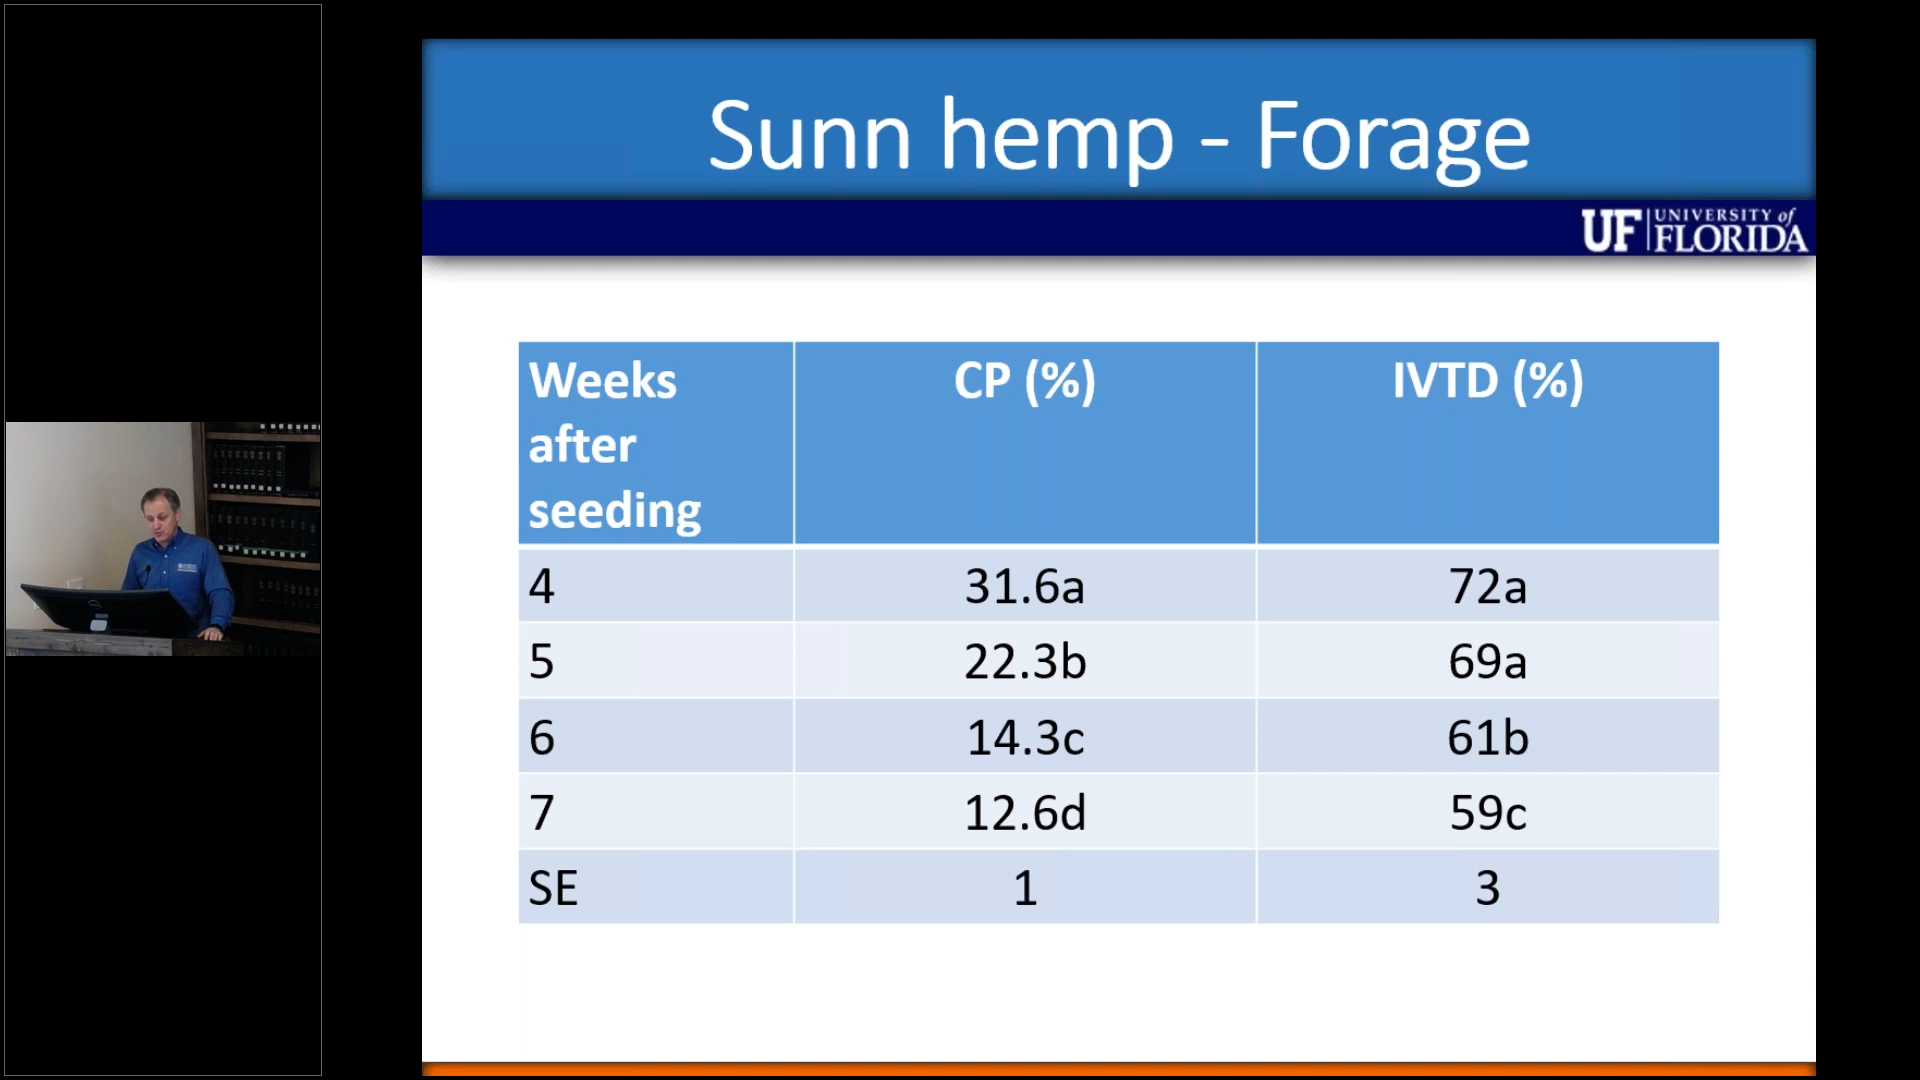 Sunn hemp - Forage
UF UNIVERSITY of FLORIDA
Weeks after seeding CP (%) IVTD (%)
4 31.6a 72a
5 22.3b 69a
6 14.3c 61b
7 12.6d 59c
SE 1 3